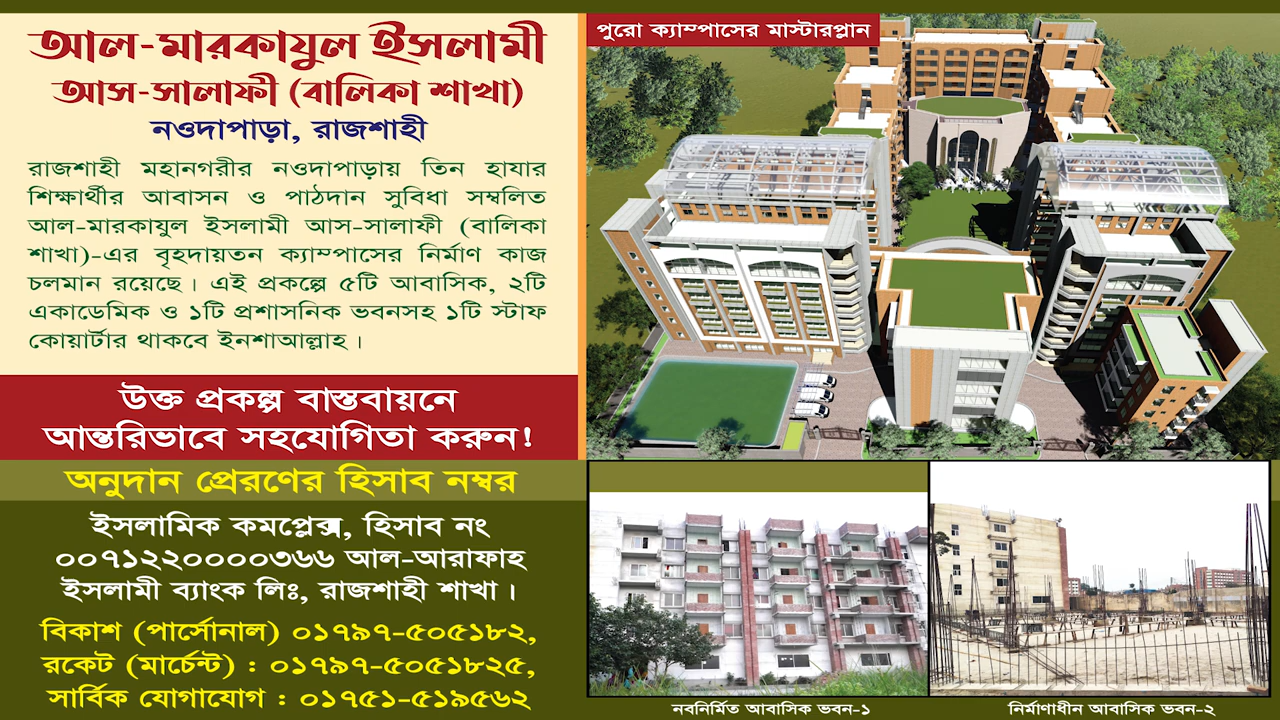 আল-মারকাযুল ইসলামী
আস-সালাফী (বালিকা শাখা)
নওদাপাড়া, রাজশাহী
রাজশাহী মহানগরীর নওদাপাড়ায় তিন হাযার
শিক্ষার্থীর আবাসন ও পাঠদান সুবিধা সম্বলিত
আল-মারকাযুল ইসলামী আস-সালাফী (বালিকা
শাখা)-এর বৃহদায়তন ক্যাম্পাসের নির্মাণ কাজ
চলমান রয়েছে। এই প্রকল্পে ৫টি আবাসিক, ২টি
একাডেমিক ও ১টি প্রশাসনিক ভবনসহ ১টি স্টাফ
কোয়ার্টার থাকবে ইনশাআল্লাহ।
উক্ত প্রকল্প বাস্তবায়নে
আন্তরিভাবে সহযোগিতা করুন!
অনুদান প্রেরণের হিসাব নম্বর
ইসলামিক কমপ্লেক্স, হিসাব নং
০০৭১২২০০০০৩৬৬ আল-আরাফাহ
ইসলামী ব্যাংক লিঃ, রাজশাহী শাখা।
বিকাশ (পার্সোনাল) ০১৭৯৭-৫০৫১৮২,
রকেট (মার্চেন্ট) : ০১৭৯৭-৫০৫১৮২৫,
সার্বিক যোগাযোগ : ০১৭৫১-৫১৯৫৬২
পুরো ক্যাম্পাসের মাস্টারপ্লান
নবনির্মিত আবাসিক ভবন-১
নির্মাণাধীন আবাসিক ভবন-২